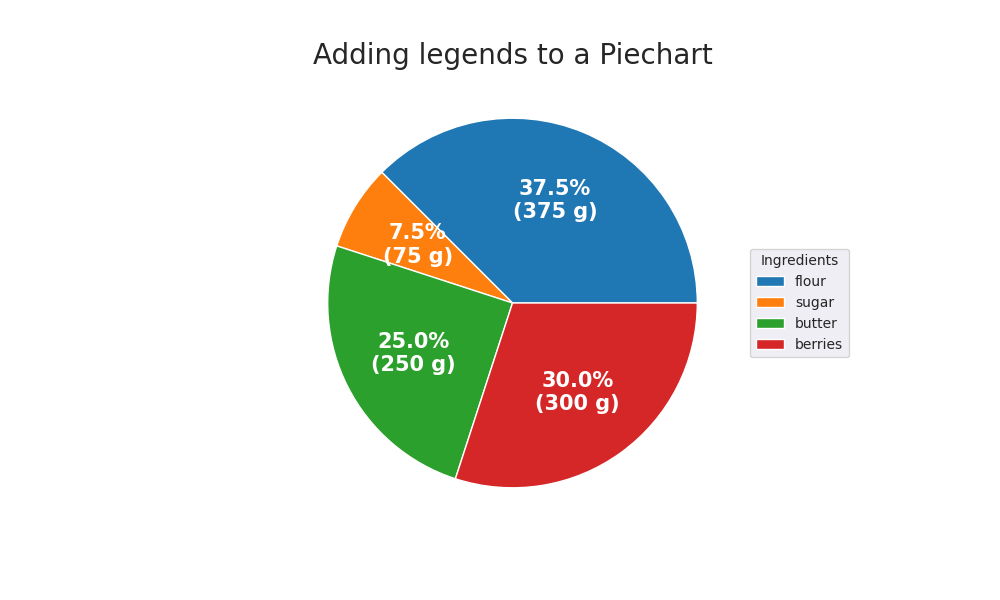 Adding legends to a Piechart
37.5%
(375 g)
7.5%
(75 g)
25.0%
(250 g)
30.0%
(300 g)
Ingredients
flour
sugar
butter
berries